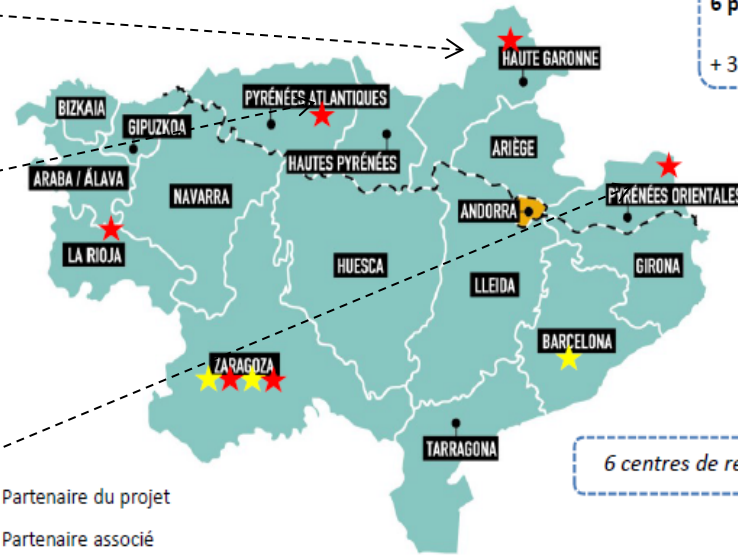 6 p
+ 3
HAUTE GARONNE
BIZKAIA
PYRÉNÉES ATLANTIQUES
GIPUZKOA
ARIÈGE
HAUTES PYRÉNÉES
ARABA / ÁLAVA
NAVARRA
PYRÉNÉES ORIENTALES
ANDORRA
LA RIOJA
HUESCA
GIRONA
LLEIDA
BARCELONA
ZARAGOZA
TARRAGONA
6 centres de re
Partenaire du projet
Partenaire associé